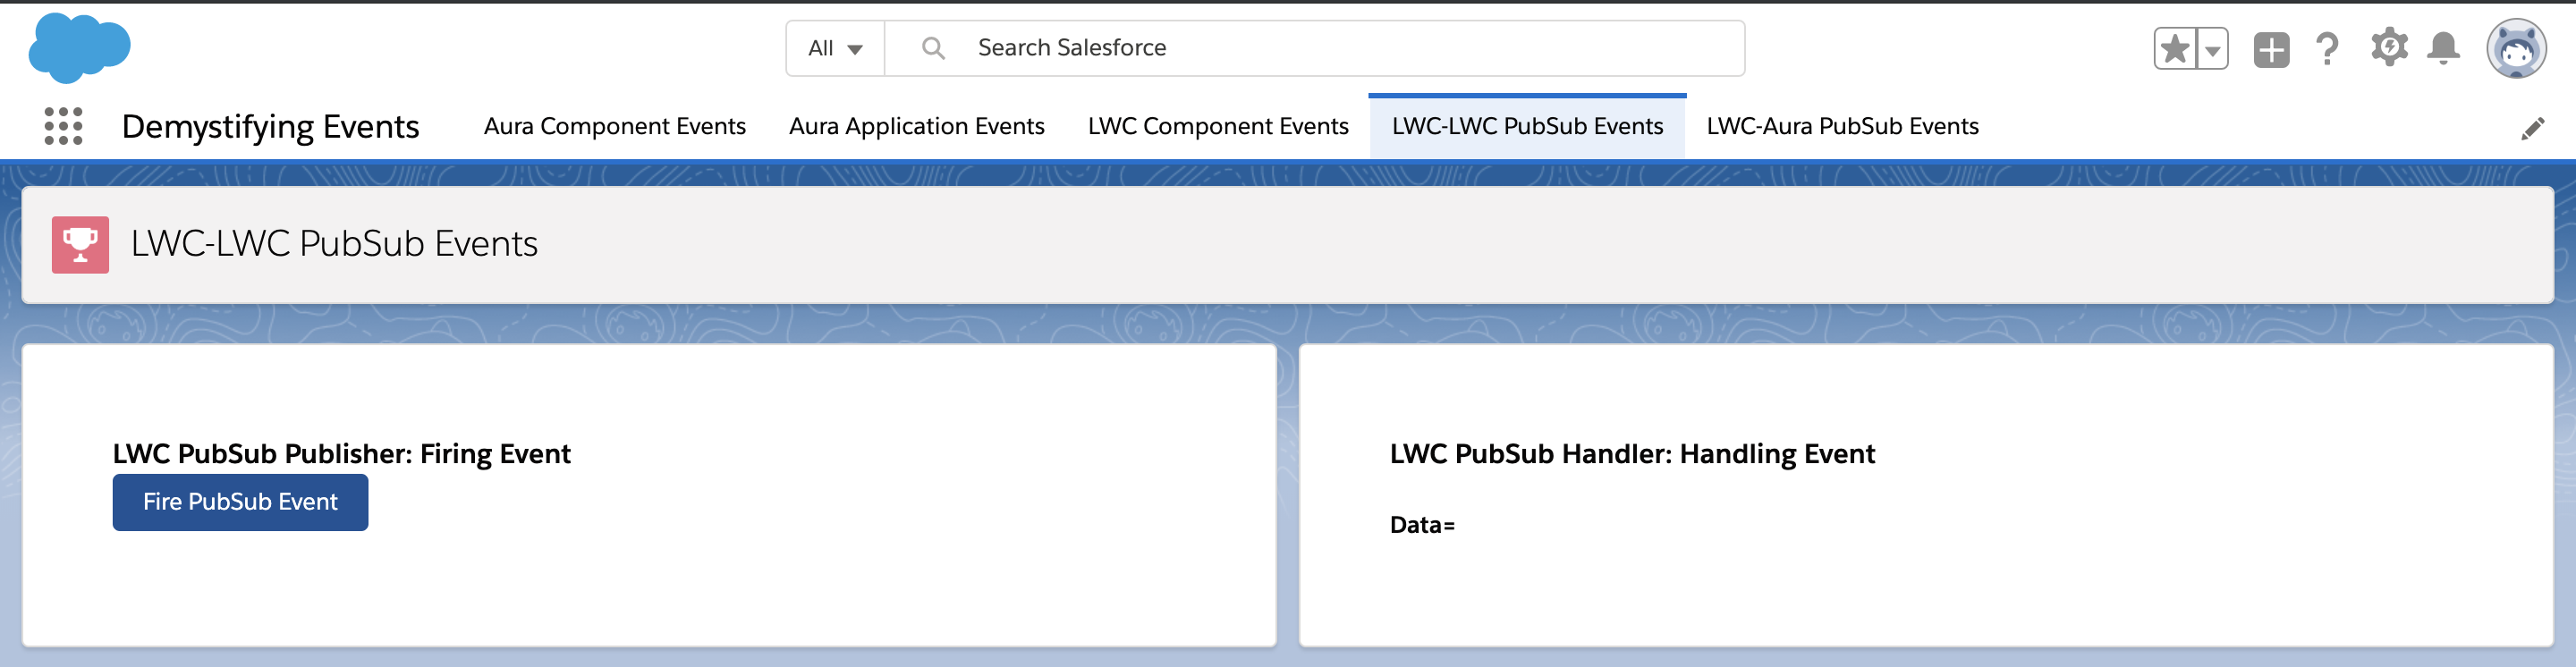 All
Search Salesforce
Demystifying Events
Aura Component Events
Aura Application Events
LWC Component Events
LWC-LWC PubSub Events
LWC-Aura PubSub Events
LWC-LWC PubSub Events
LWC PubSub Publisher: Firing Event
Fire PubSub Event
LWC PubSub Handler: Handling Event
Data=